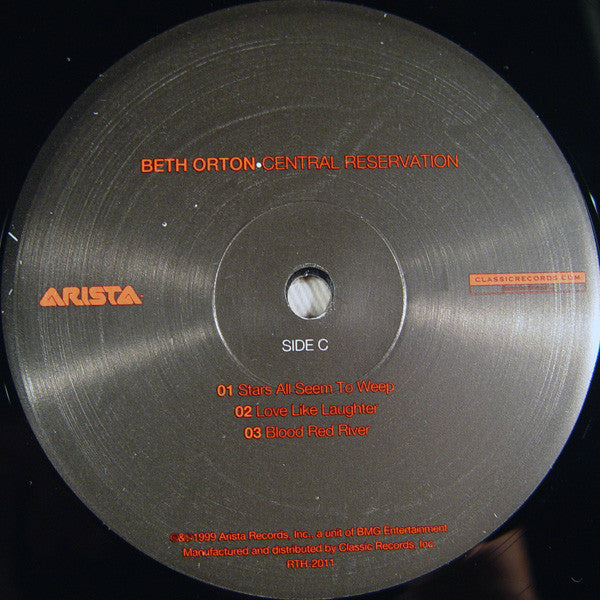 BETH ORTON•CENTRAL RESERVATION
ARISTA
CLASSICRECORDS.COM
SIDE C
01 Stars All Seem To Weep
02 Love Like Laughter
03 Blood Red River
©&℗1999 Arista Records, Inc., a unit of BMG Entertainment
Manufactured and distributed by Classic Records, Inc.
RTH-2011